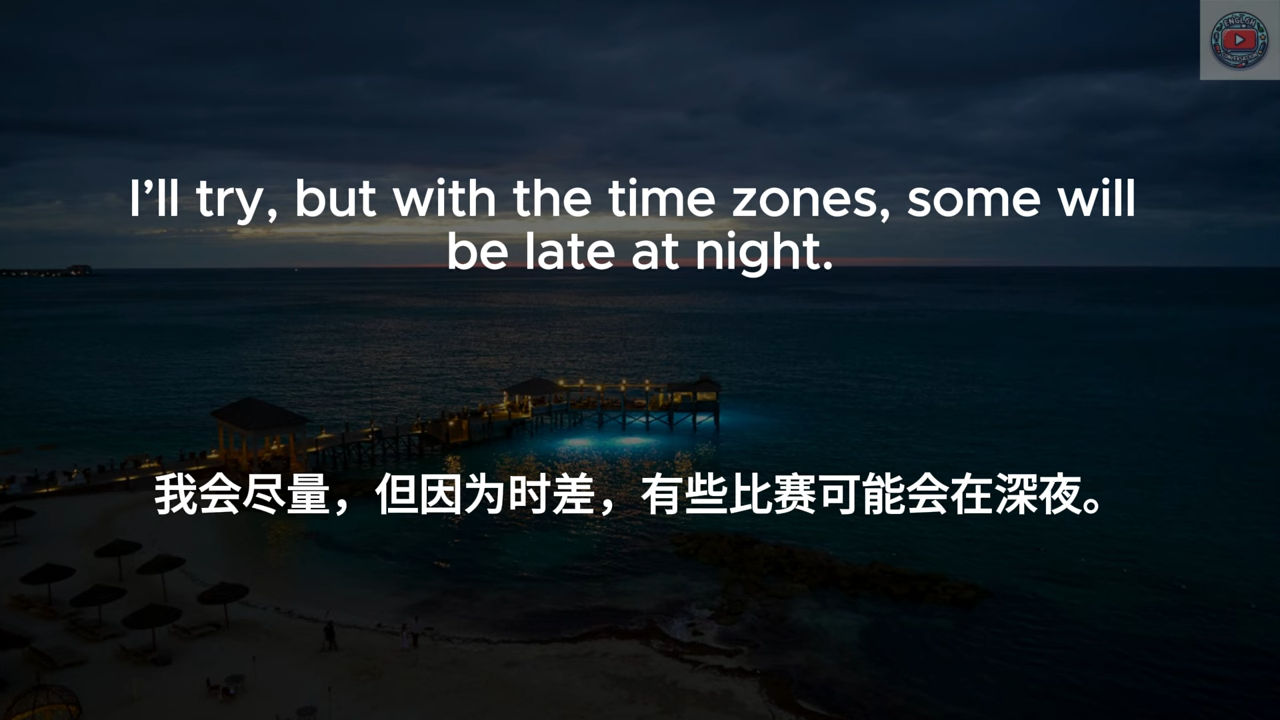 I’ll try, but with the time zones, some will
be late at night.
我会尽量，但因为时差，有些比赛可能会在深夜。
ENGLISH